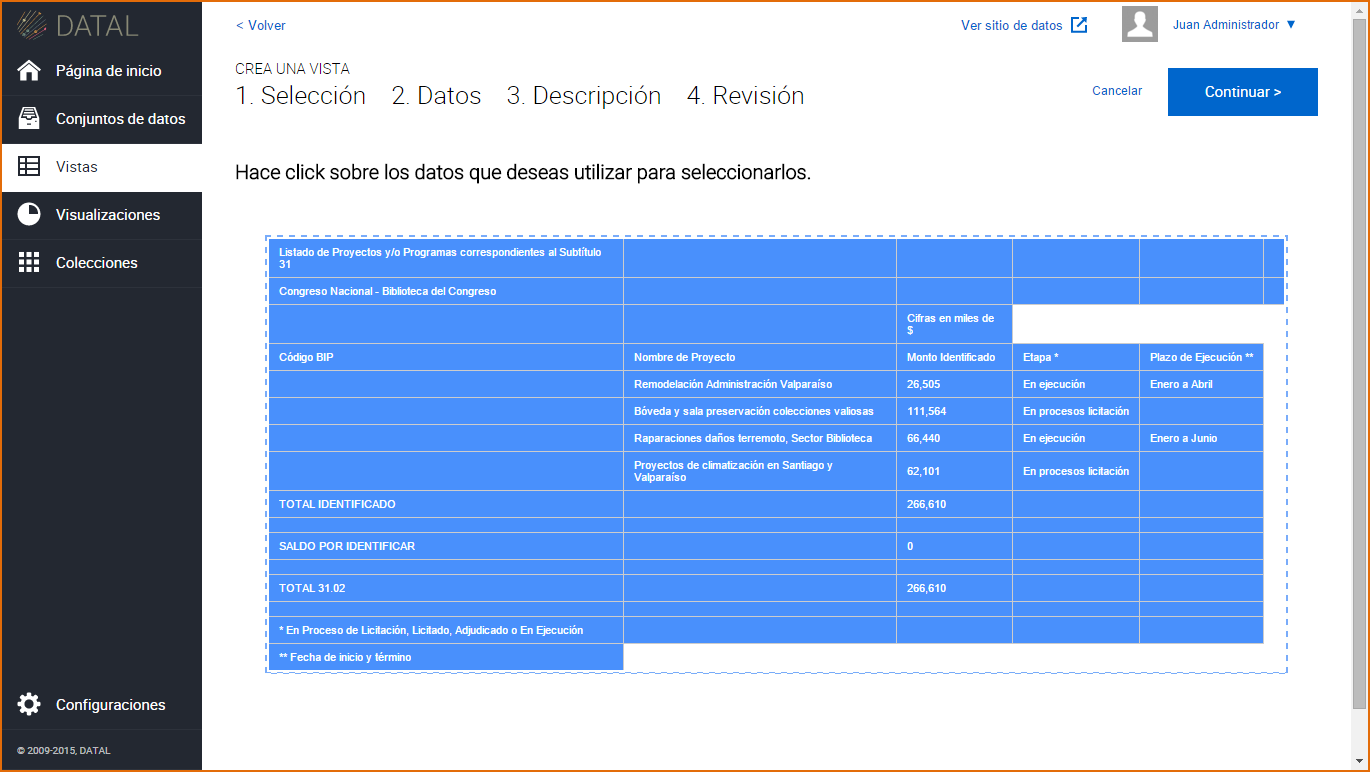 DATAL
Página de inicio
Conjuntos de datos
Vistas
Visualizaciones
Colecciones
Configuraciones
© 2009-2015, DATAL
< Volver
Ver sitio de datos
Juan Administrador ▼
CREA UNA VISTA
1. Selección 2. Datos 3. Descripción 4. Revisión
Cancelar
Continuar >
Hace click sobre los datos que deseas utilizar para seleccionarlos.
Listado de Proyectos y/o Programas correspondientes al Subtítulo
31
Congreso Nacional - Biblioteca del Congreso
Cifras en miles de
$
Código BIP Nombre de Proyecto Monto Identificado Etapa * Plazo de Ejecución **
Remodelación Administración Valparaíso 26,505 En ejecución Enero a Abril
Bóveda y sala preservación colecciones valiosas 111,564 En procesos licitación
Raparaciones daños terremoto, Sector Biblioteca 66,440 En ejecución Enero a Junio
Proyectos de climatización en Santiago y
Valparaíso 62,101 En procesos licitación
TOTAL IDENTIFICADO 266,610
SALDO POR IDENTIFICAR 0
TOTAL 31.02 266,610
* En Proceso de Licitación, Licitado, Adjudicado o En Ejecución
** Fecha de inicio y término